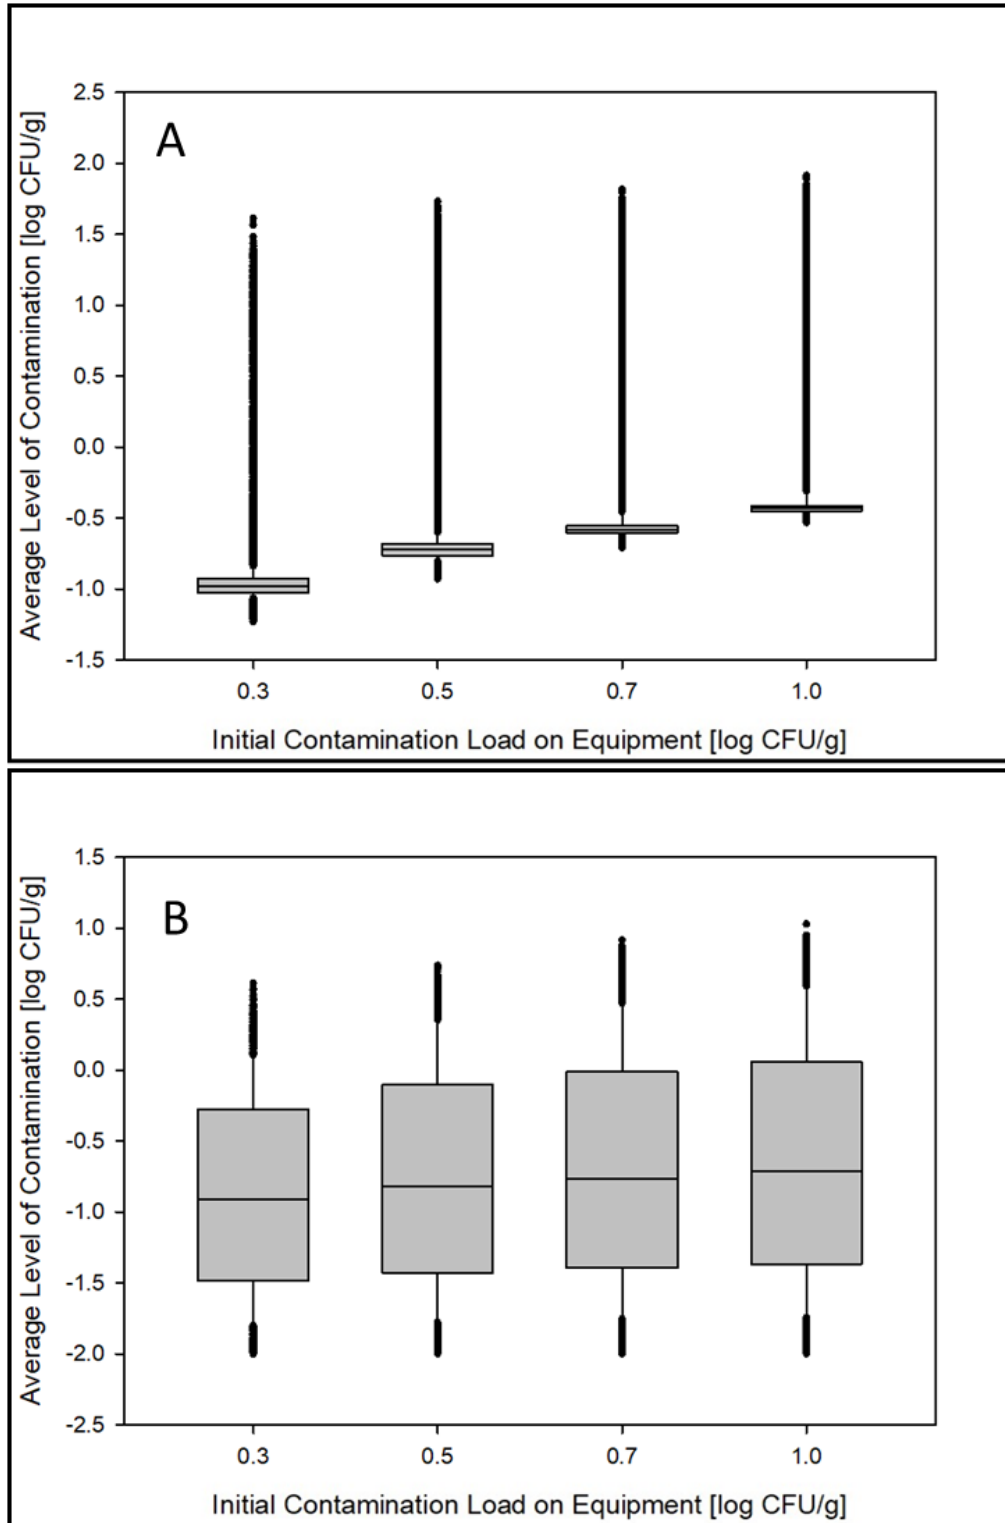 A
Average Level of Contamination [log CFU/g]
2.5
2.0
1.5
1.0
0.5
0.0
-0.5
-1.0
-1.5
0.3 0.5 0.7 1.0
Initial Contamination Load on Equipment [log CFU/g]
B
Average Level of Contamination [log CFU/g]
1.5
1.0
0.5
0.0
-0.5
-1.0
-1.5
-2.0
-2.5
0.3 0.5 0.7 1.0
Initial Contamination Load on Equipment [log CFU/g]